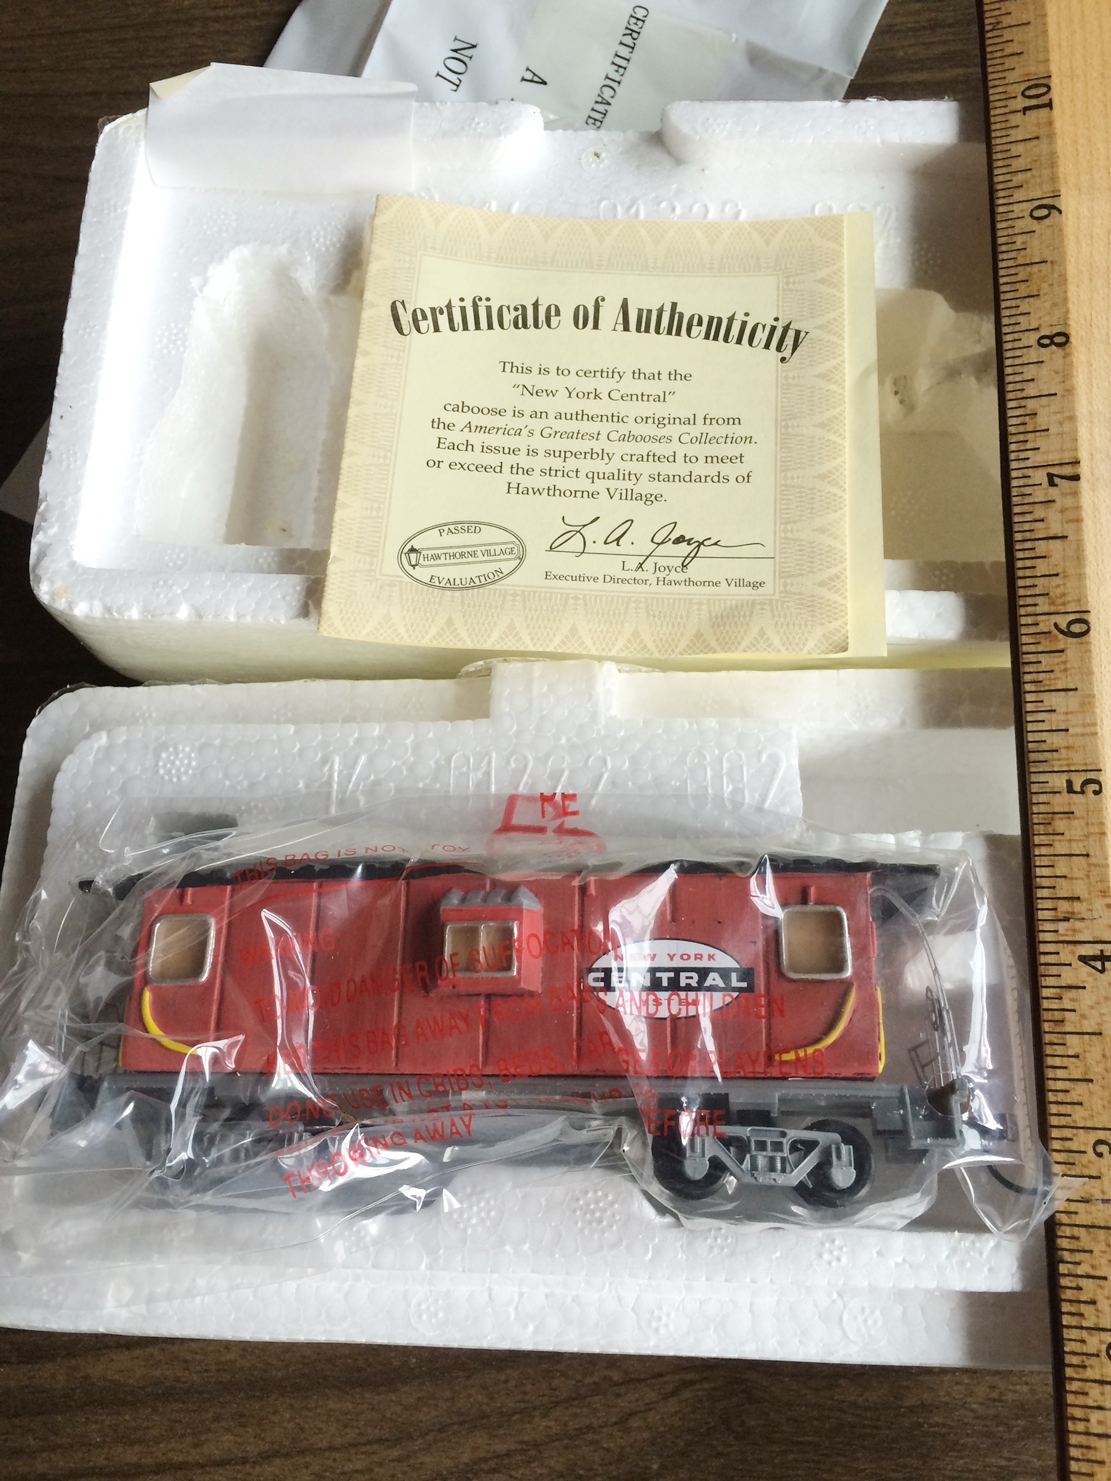 NOT
A
CERTIFICATE
10
9
8
7
6
5
4
3
Certificate of Authenticity
This is to certify that the
“New York Central”
caboose is an authentic original from
the America's Greatest Cabooses Collection.
Each issue is superbly crafted to meet
or exceed the strict quality standards of
Hawthorne Village.
PASSED
HAWTHORNE VILLAGE
EVALUATION
L. A. Joyce
L.A. Joyce
Executive Director, Hawthorne Village
THIS BAG IS NOT TOY
WARNING
TO AVOID DANGER OF SUFFOCATION
KEEP THIS BAG AWAY FROM BABIES AND CHILDREN
DO NOT USE IN CRIBS, BEDS, CARRIAGES OR PLAYPENS
BEFORE
THROWING AWAY
NEW YORK
CENTRAL
SYSTEM